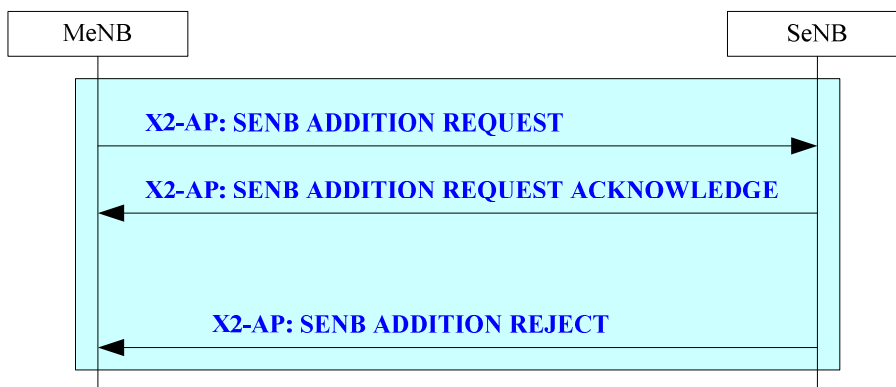 MeNB
SeNB
X2-AP: SENB ADDITION REQUEST
X2-AP: SENB ADDITION REQUEST ACKNOWLEDGE
X2-AP: SENB ADDITION REJECT